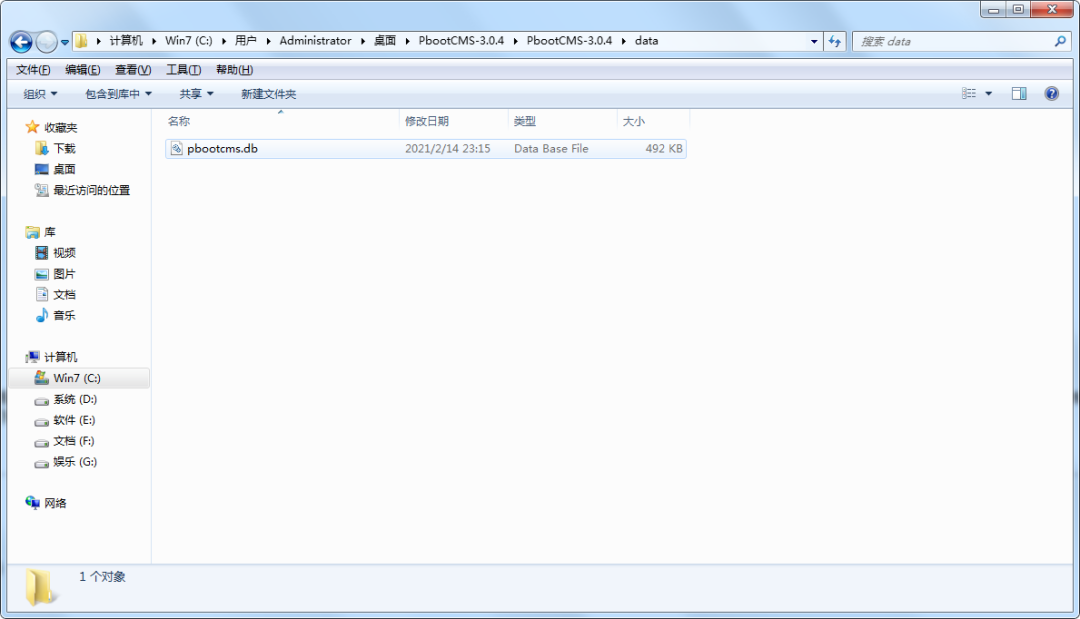 计算机 Win7 (C:) 用户 Administrator 桌面 PbootCMS-3.0.4 PbootCMS-3.0.4 data 搜索 data
文件(F) 编辑(E) 查看(V) 工具(T) 帮助(H)
组织 包含到库中 共享 新建文件夹
名称 修改日期 类型 大小
pbootcms.db 2021/2/14 23:15 Data Base File 492 KB
收藏夹
下载
桌面
最近访问的位置
库
视频
图片
文档
音乐
计算机
Win7 (C:)
系统 (D:)
软件 (E:)
文档 (F:)
娱乐 (G:)
网络
1 个对象